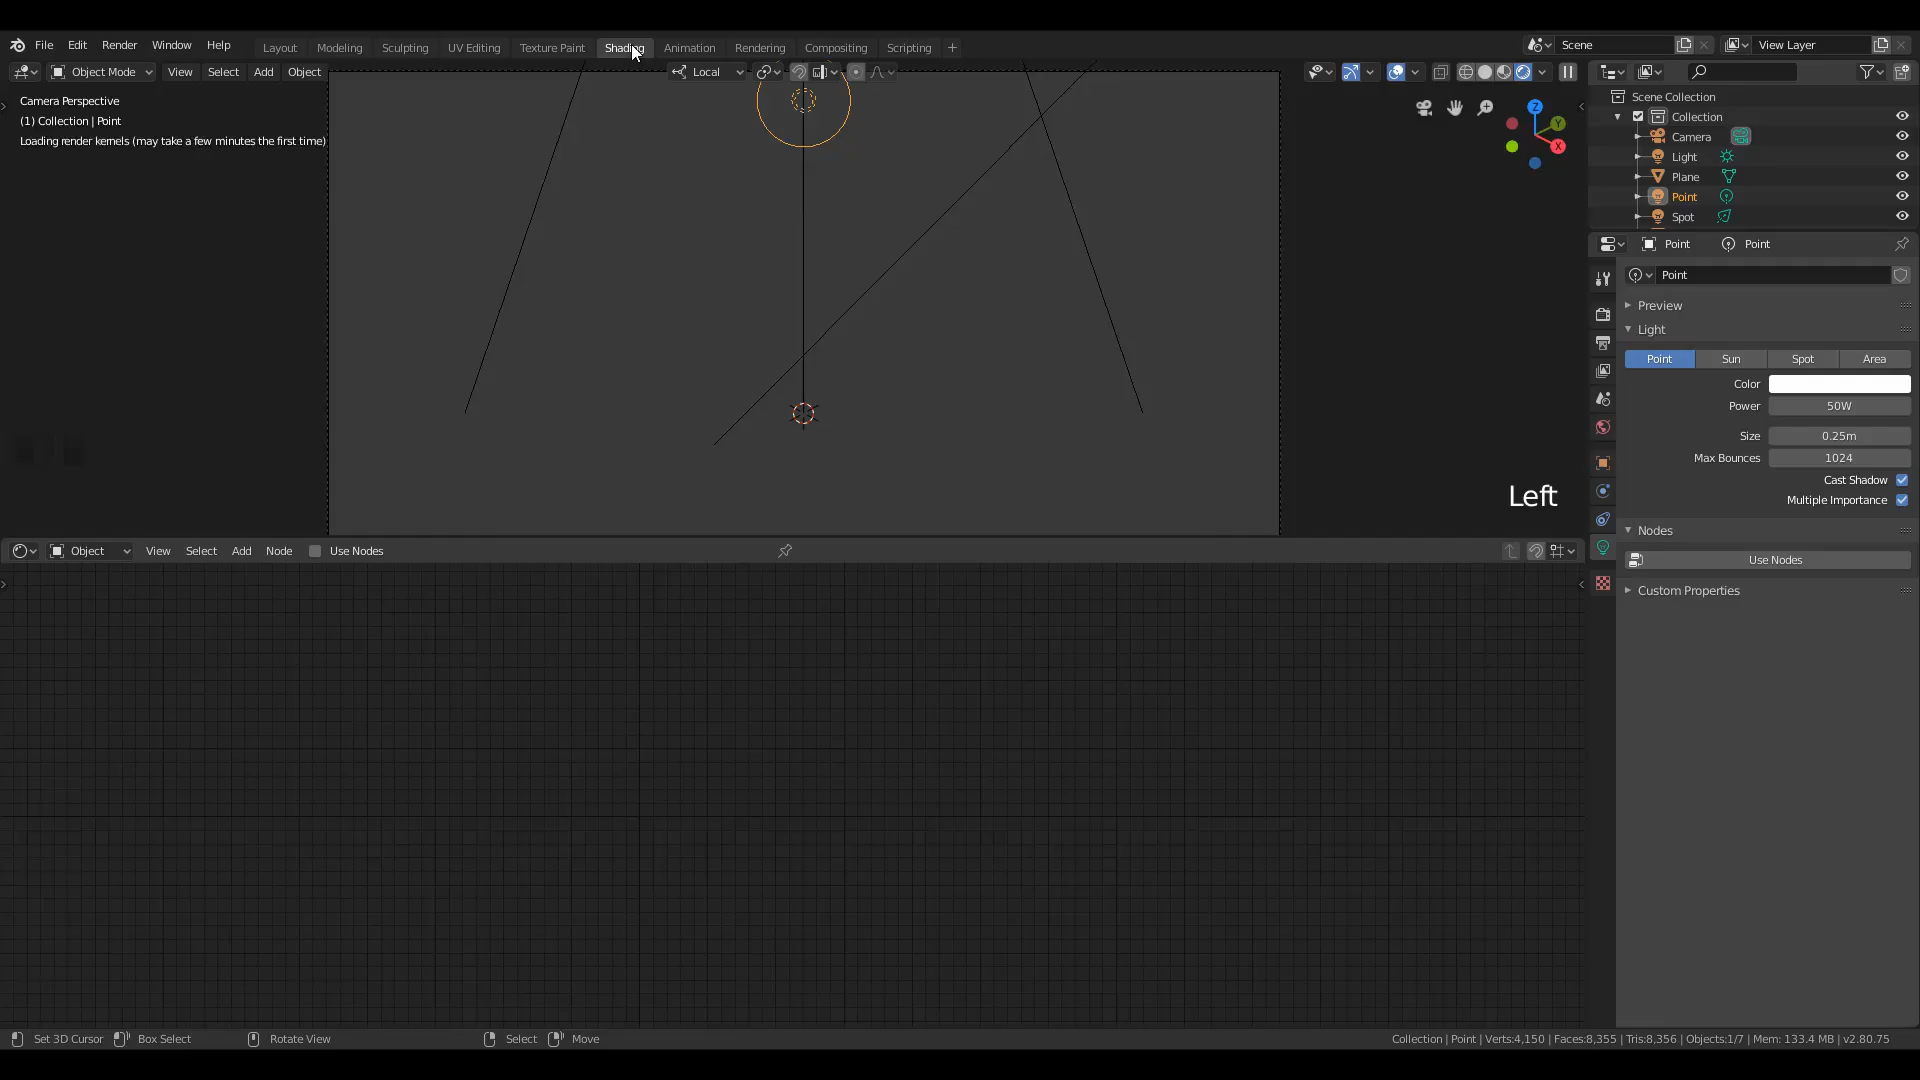 File Edit Render Window Help Layout Modeling Sculpting UV Editing Texture Paint Shading Animation Rendering Compositing Scripting Scene View Layer
Object Mode View Select Add Object Local
Camera Perspective
(1) Collection | Point
Loading render kernels (may take a few minutes the first time)
Z
Y
X
Left
Scene Collection
Collection
Camera
Light
Plane
Point
Spot
Point Point
Point
Preview
Light
Point Sun Spot Area
Color
Power 50W
Size 0.25m
Max Bounces 1024
Cast Shadow
Multiple Importance
Nodes
Use Nodes
Custom Properties
Object View Select Add Node Use Nodes
Set 3D Cursor Box Select Rotate View Select Move Collection | Point | Verts:4,150 | Faces:8,355 | Tris:8,356 | Objects:1/7 | Mem: 133.4 MB | v2.80.75